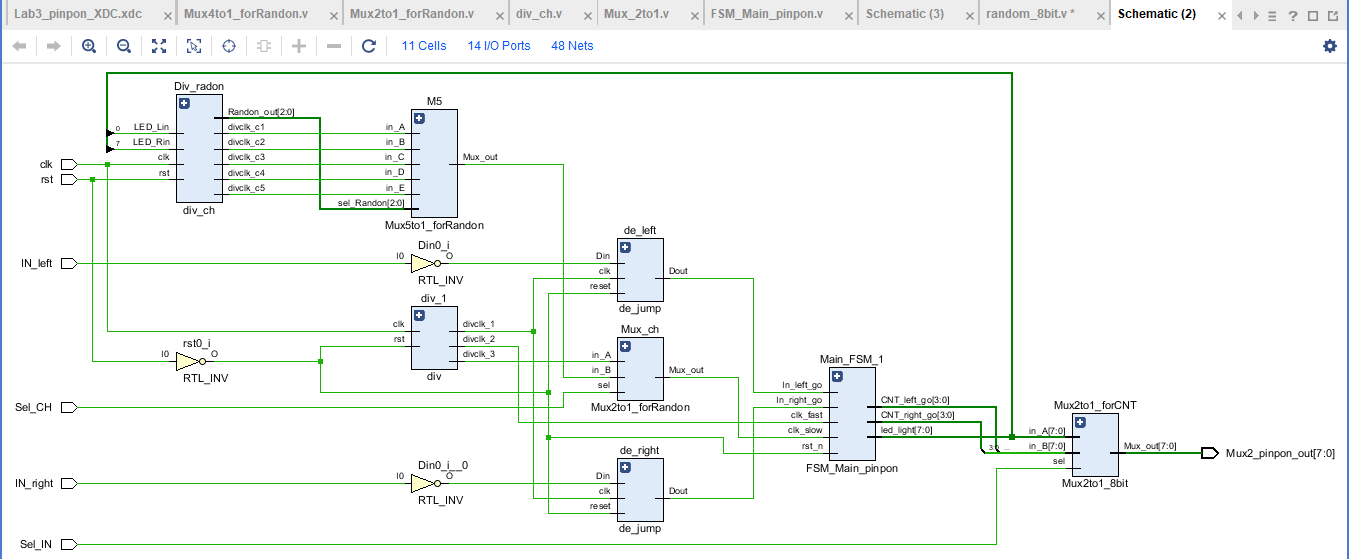 Lab3_pinpon_XDC.xdc
Mux4to1_forRandon.v
Mux2to1_forRandon.v
div_ch.v
Mux_2to1.v
FSM_Main_pinpon.v
Schematic (3)
random_8bit.v *
Schematic (2)
11 Cells
14 I/O Ports
48 Nets
Div_radon
0
LED_Lin
7
LED_Rin
clk
rst
Randon_out[2:0]
divclk_c1
divclk_c2
divclk_c3
divclk_c4
divclk_c5
div_ch
M5
in_A
in_B
in_C
in_D
in_E
sel_Randon[2:0]
Mux_out
Mux5to1_forRandon
clk
rst
IN_left
Din0_i
I0
O
RTL_INV
de_left
Din
clk
reset
Dout
de_jump
div_1
clk
rst
divclk_1
divclk_2
divclk_3
div
rst0_i
I0
O
RTL_INV
Mux_ch
in_A
in_B
sel
Mux_out
Mux2to1_forRandon
Sel_CH
Main_FSM_1
In_left_go
In_right_go
clk_fast
clk_slow
rst_n
CNT_left_go[3:0]
CNT_right_go[3:0]
led_light[7:0]
FSM_Main_pinpon
Mux2to1_forCNT
in_A[7:0]
in_B[7:0]
sel
Mux_out[7:0]
Mux2to1_8bit
Mux2_pinpon_out[7:0]
IN_right
Din0_i__0
I0
O
RTL_INV
de_right
Din
clk
reset
Dout
de_jump
Sel_IN